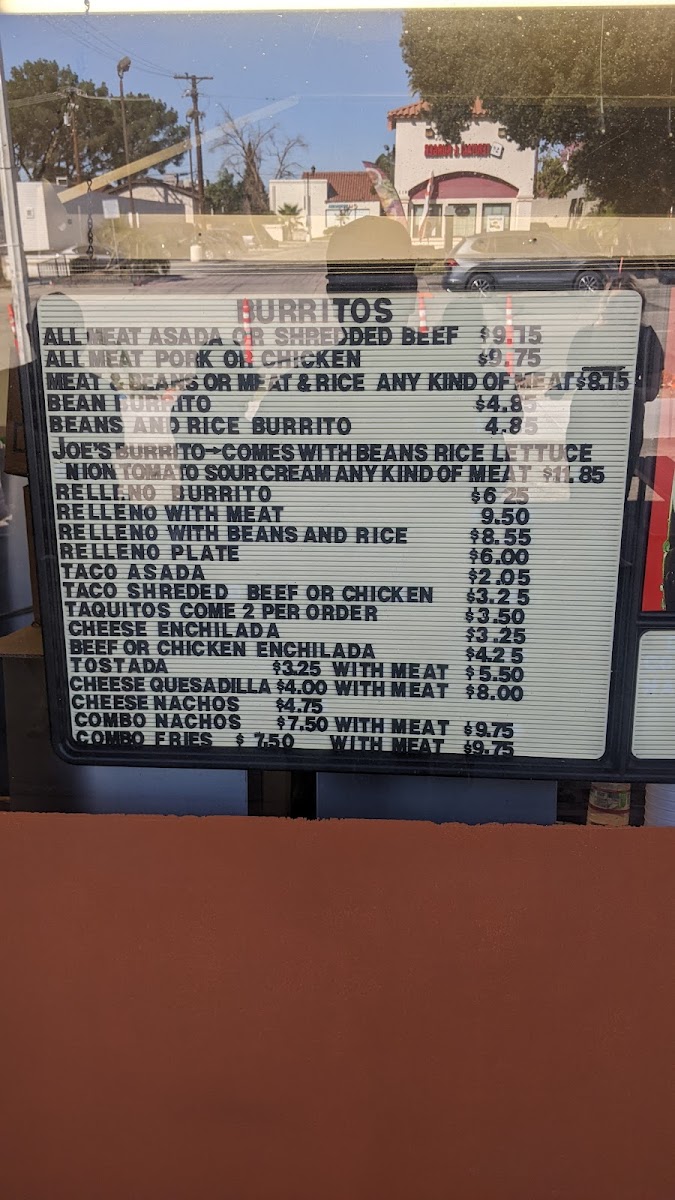 BURRITOS
ALL MEAT ASADA OR SHREDDED BEEF $9.75
ALL MEAT PORK OR CHICKEN $9.75
MEAT & BEANS OR MEAT & RICE ANY KIND OF MEAT $8.75
BEAN BURRITO $4.85
BEANS AND RICE BURRITO 4.85
JOE'S BURRITO→COMES WITH BEANS RICE LETTUCE
NION TOMATO SOUR CREAM ANY KIND OF MEAT $11.85
RELLENO BURRITO $6 25
RELLENO WITH MEAT 9.50
RELLENO WITH BEANS AND RICE $8.55
RELLENO PLATE $6.00
TACO ASADA $2.05
TACO SHREDED BEEF OR CHICKEN $3.25
TAQUITOS COME 2 PER ORDER $3.50
CHEESE ENCHILADA $3.25
BEEF OR CHICKEN ENCHILADA $4.25
TOSTADA $3.25 WITH MEAT $5.50
CHEESE QUESADILLA $4.00 WITH MEAT $8.00
CHEESE NACHOS $4.75
COMBO NACHOS $7.50 WITH MEAT $9.75
COMBO FRIES $7.50 WITH MEAT $9.75